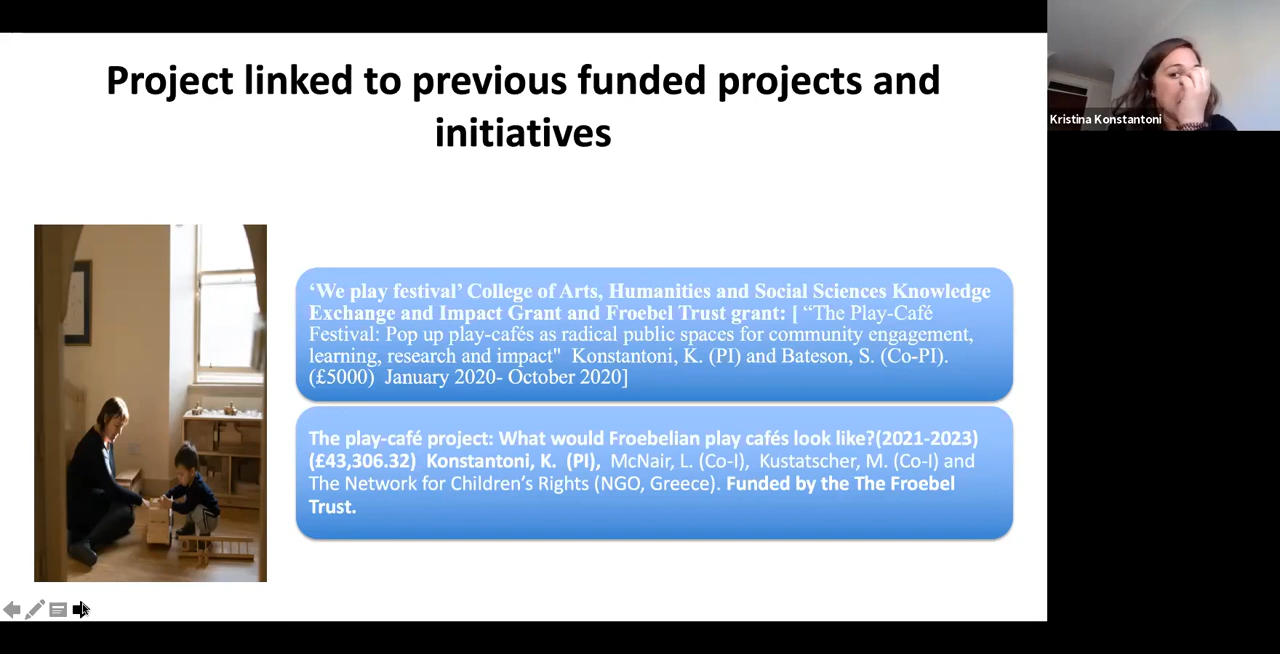 Project linked to previous funded projects and
initiatives
Kristina Konstantoni
‘We play festival’ College of Arts, Humanities and Social Sciences Knowledge
Exchange and Impact Grant and Froebel Trust grant: [ “The Play-Café
Festival: Pop up play-cafés as radical public spaces for community engagement,
learning, research and impact"  Konstantoni, K. (PI) and Bateson, S. (Co-PI).
(£5000)  January 2020- October 2020]
The play-café project: What would Froebelian play cafés look like?(2021-2023)
(£43,306.32)  Konstantoni, K.  (PI), McNair, L. (Co-I),  Kustatscher, M. (Co-I) and
The Network for Children’s Rights (NGO, Greece). Funded by the The Froebel
Trust.